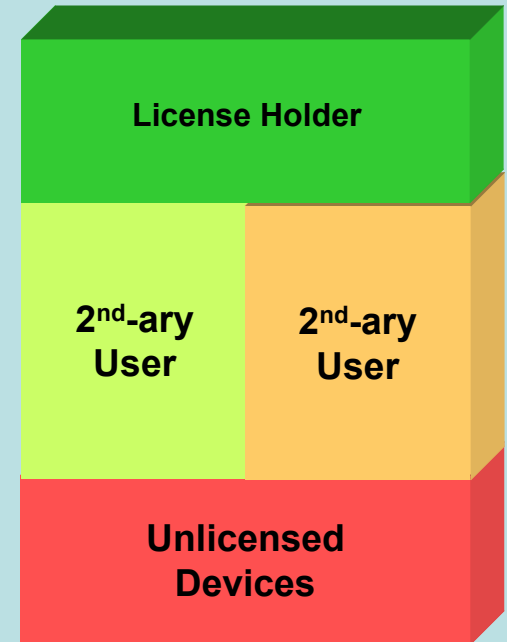 License Holder
2nd-ary
User
2nd-ary
User
Unlicensed
Devices